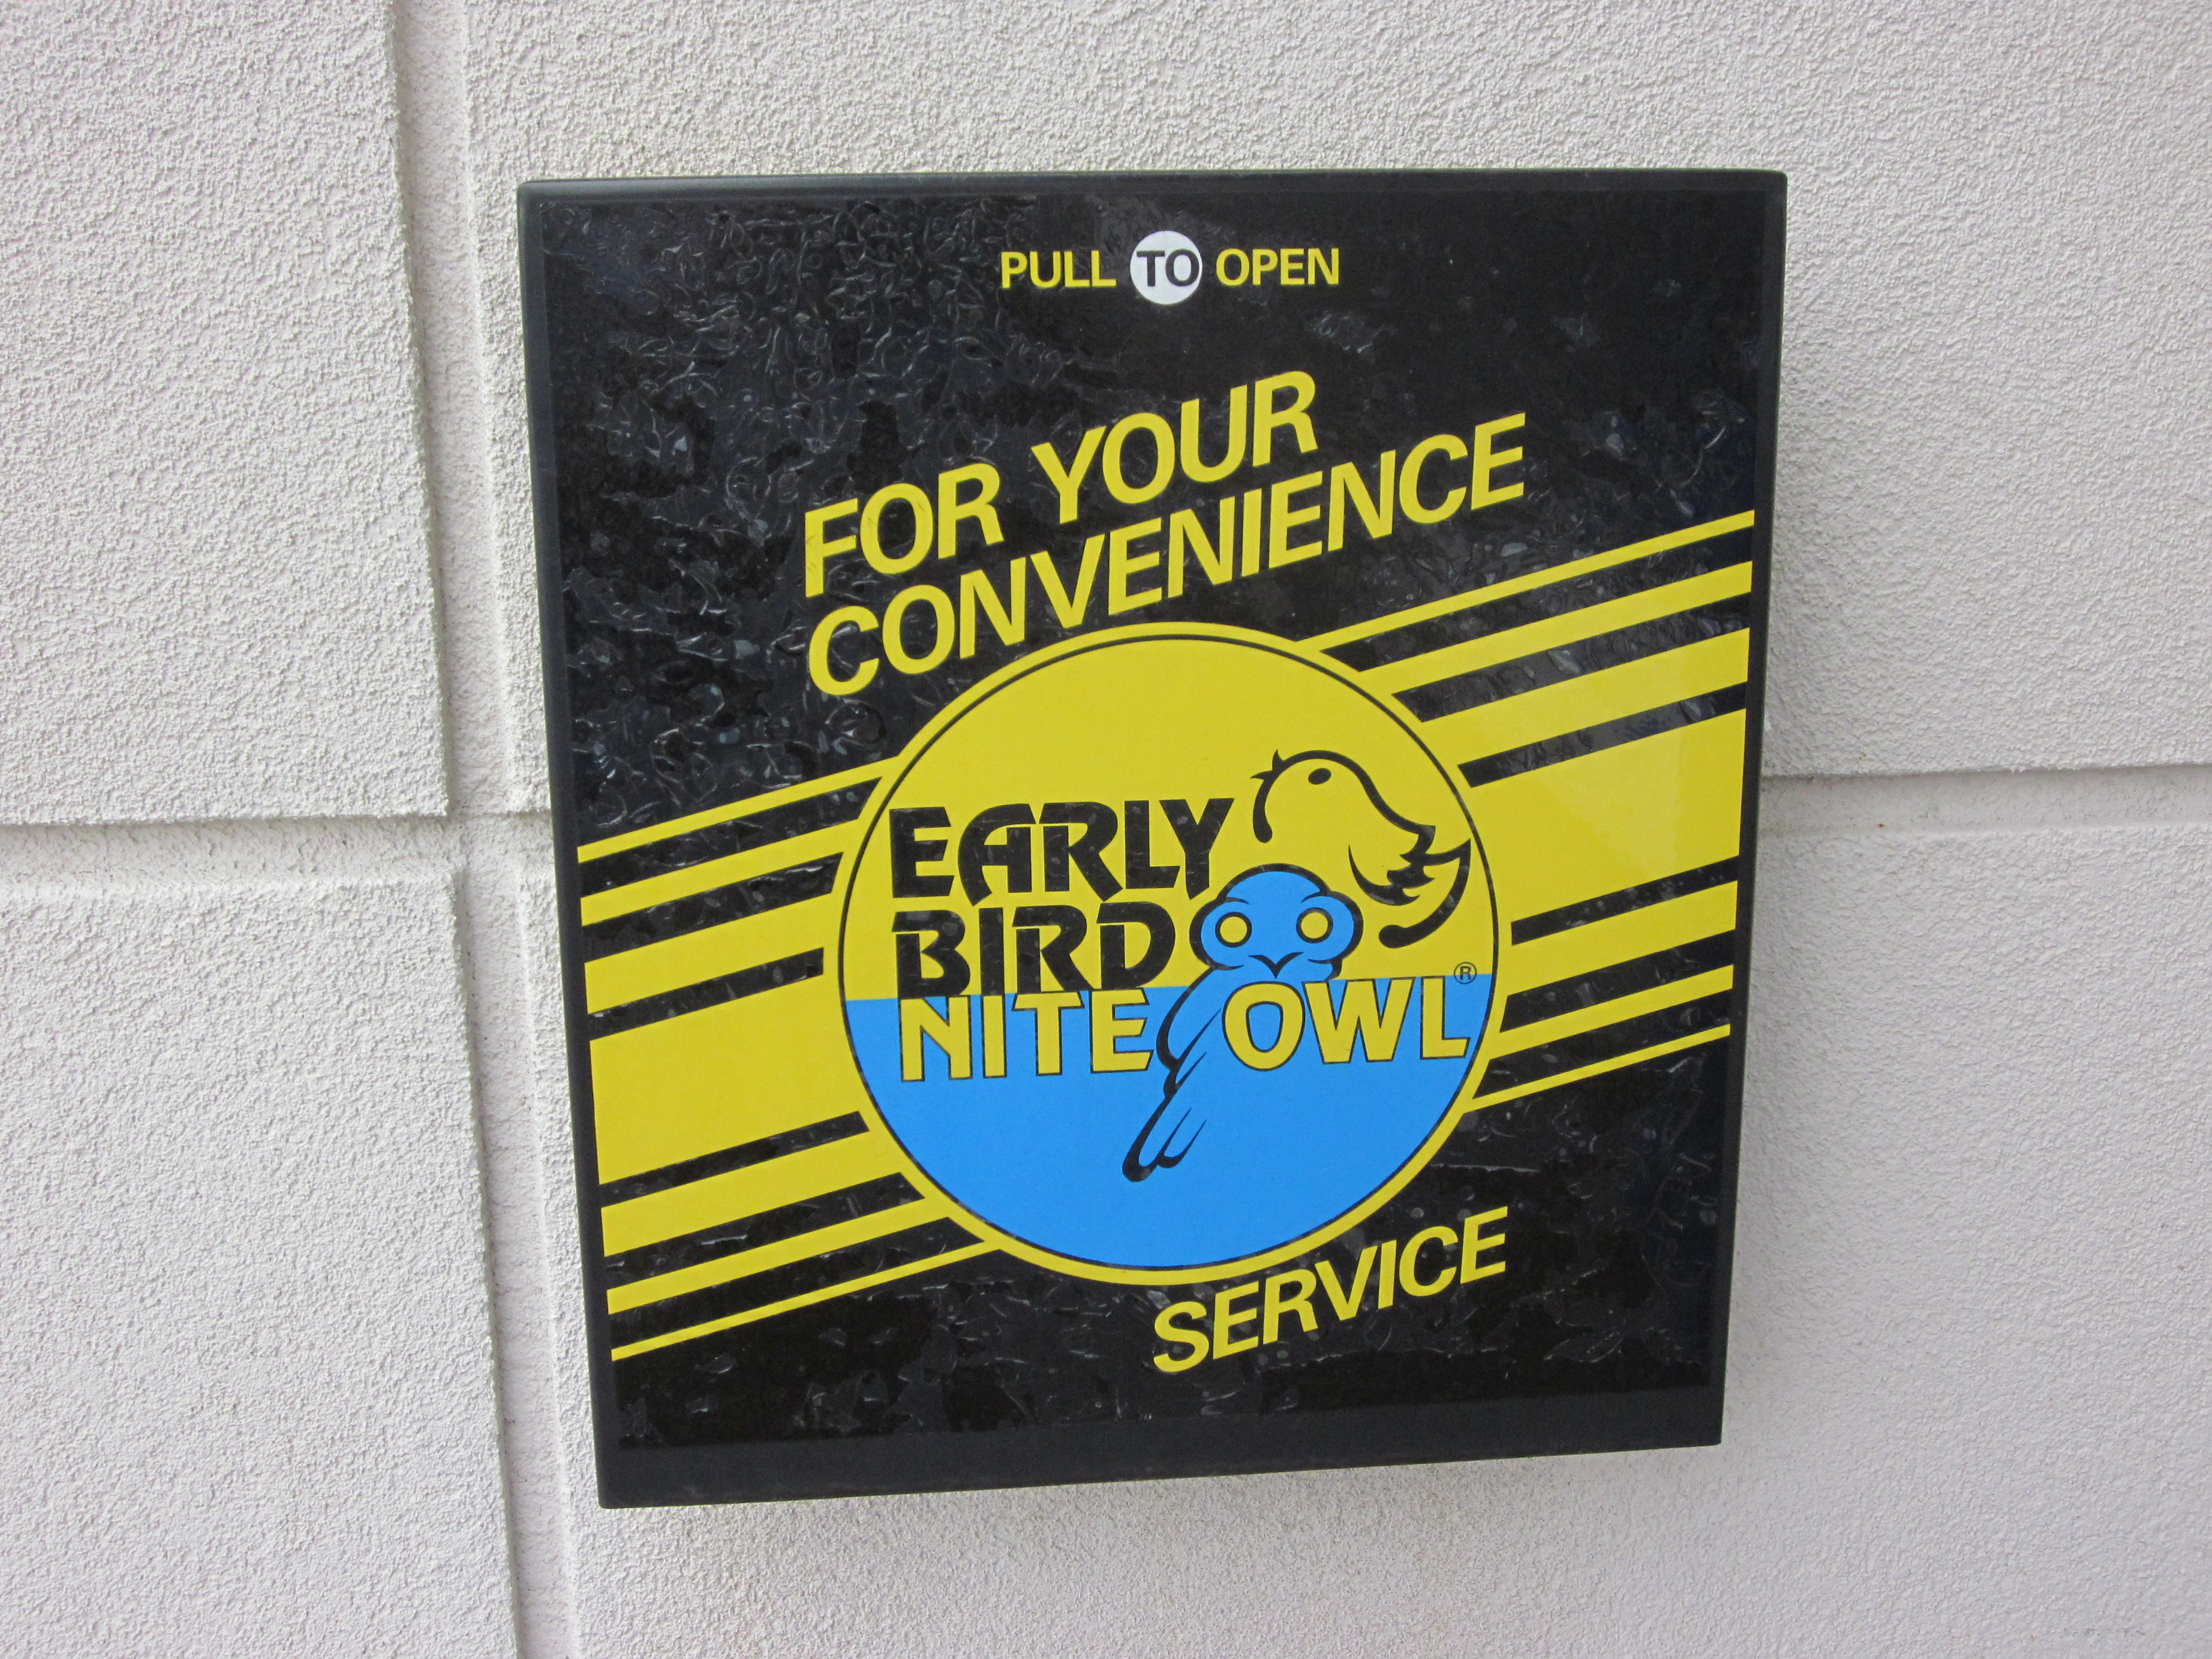 PULL TO OPEN
FOR YOUR
CONVENIENCE
EARLY
BIRD
NITE OWL®
SERVICE